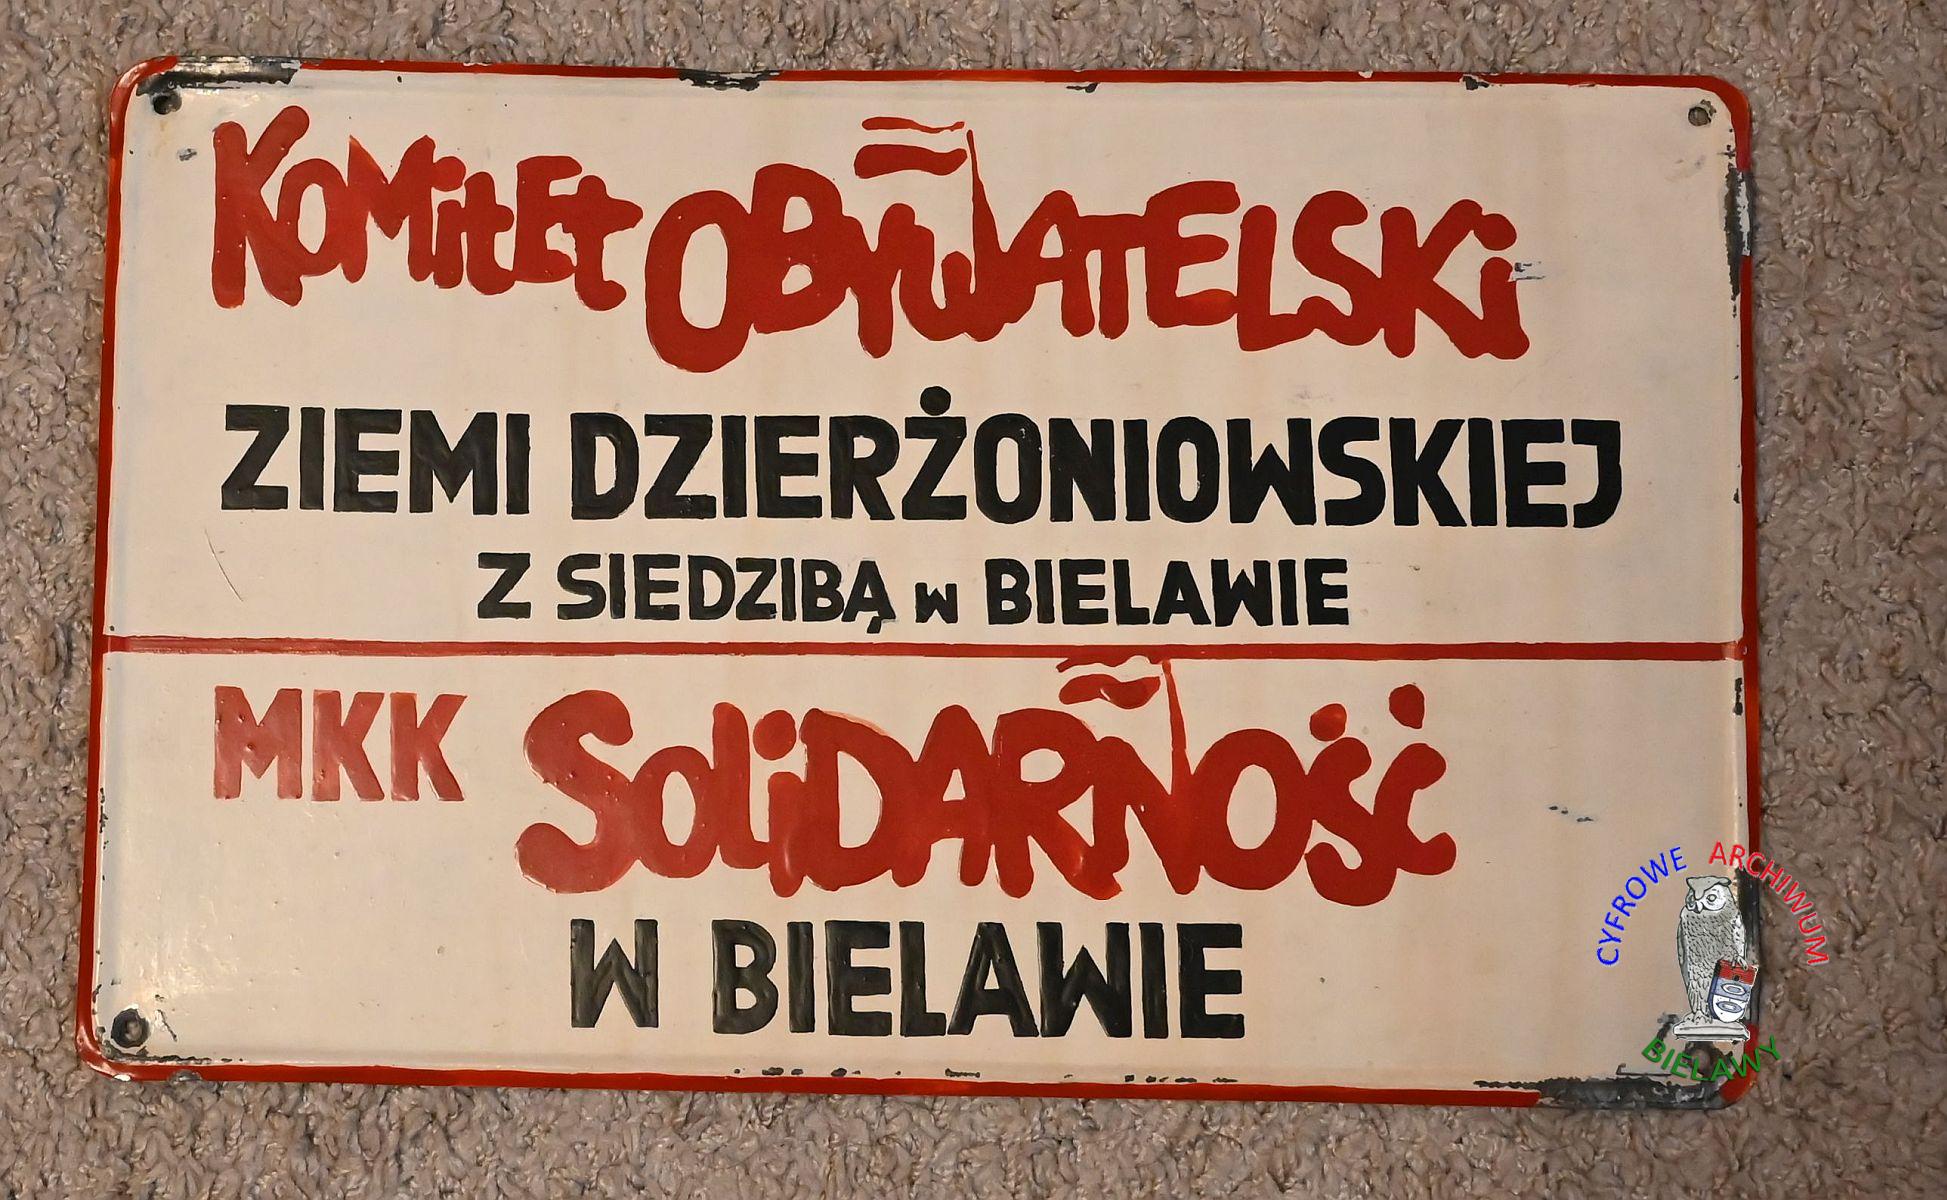 KOMiTET OBYWATELSKi
ZIEMI DZIERŻONIOWSKIEJ
Z SIEDZIBĄ w BIELAWIE
MKK SOLiDARNOŚĆ
W BIELAWIE
CYFROWE ARCHIWUM
BIELAWY